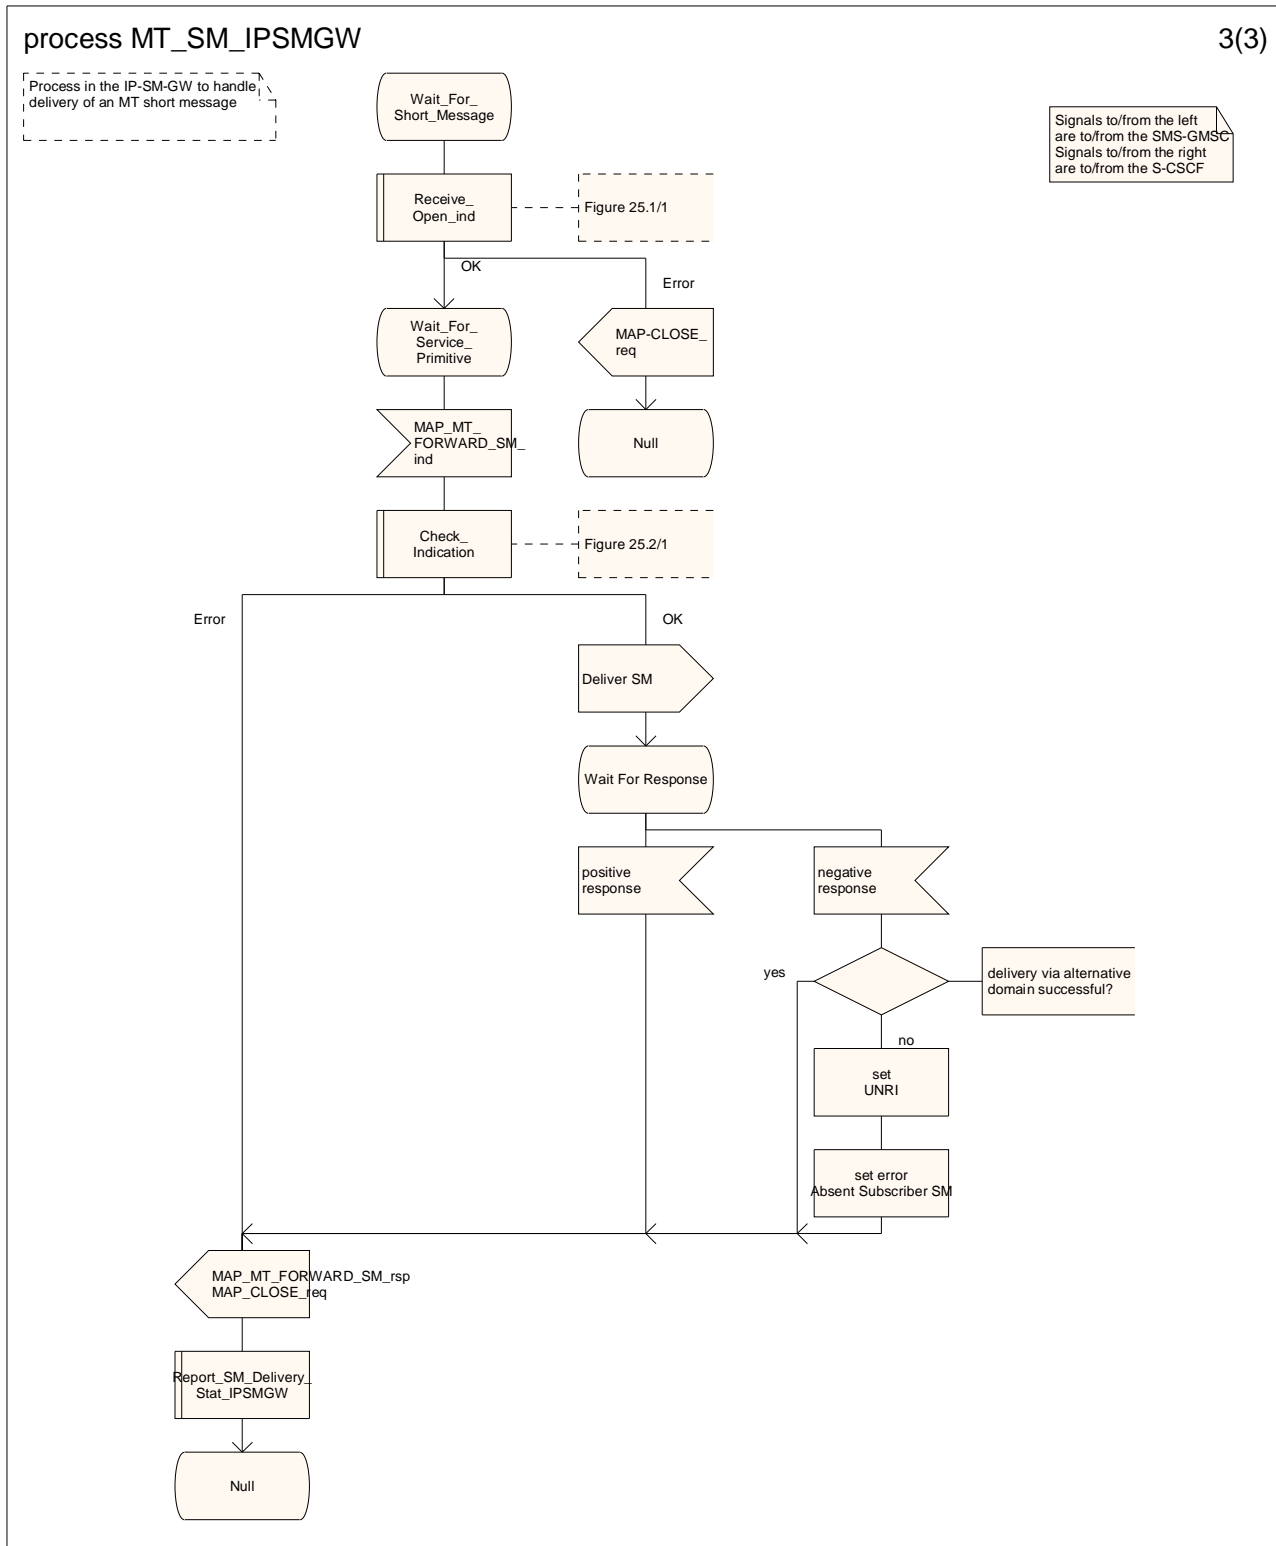 process MT_SM_IPSMGW
3(3)
Process in the IP-SM-GW to handle
delivery of an MT short message
Wait_For_
Short_Message
Signals to/from the left
are to/from the SMS-GMSC
Signals to/from the right
are to/from the S-CSCF
Receive_
Open_ind
Figure 25.1/1
OK
Error
Wait_For_
Service_
Primitive
MAP-CLOSE_
req
MAP_MT_
FORWARD_SM_
ind
Null
Check_
Indication
Figure 25.2/1
Error
OK
Deliver SM
Wait For Response
positive
response
negative
response
yes
delivery via alternative
domain successful?
no
set
UNRI
set error
Absent Subscriber SM
MAP_MT_FORWARD_SM_rsp
MAP_CLOSE_req
Report_SM_Delivery_
Stat_IPSMGW
Null